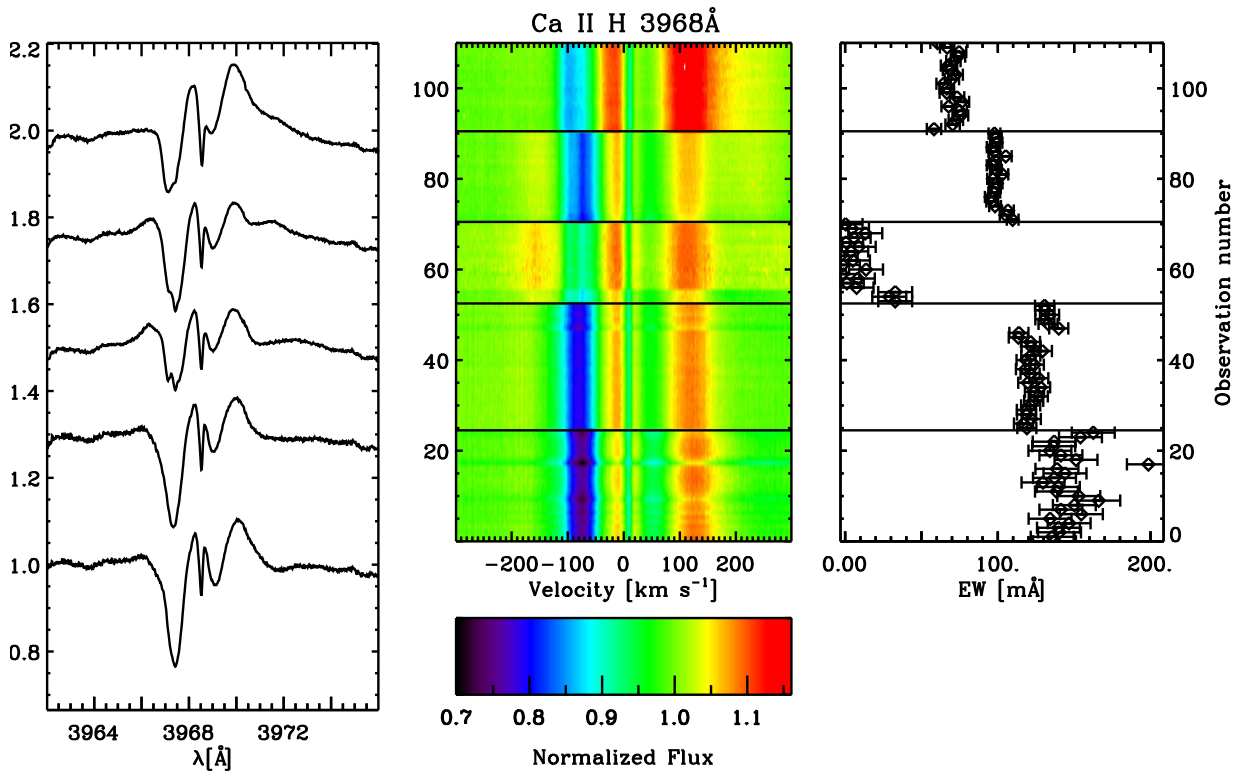 Ca II H 3968Å
2.2
2.0
1.8
1.6
1.4
1.2
1.0
0.8
3964 3968 3972
λ[Å]
100
80
60
40
20
-200 -100 0 100 200
Velocity [km s⁻¹]
100
80
60
40
20
0
Observation number
0.00 100. 200.
EW [mÅ]
0.7 0.8 0.9 1.0 1.1
Normalized Flux